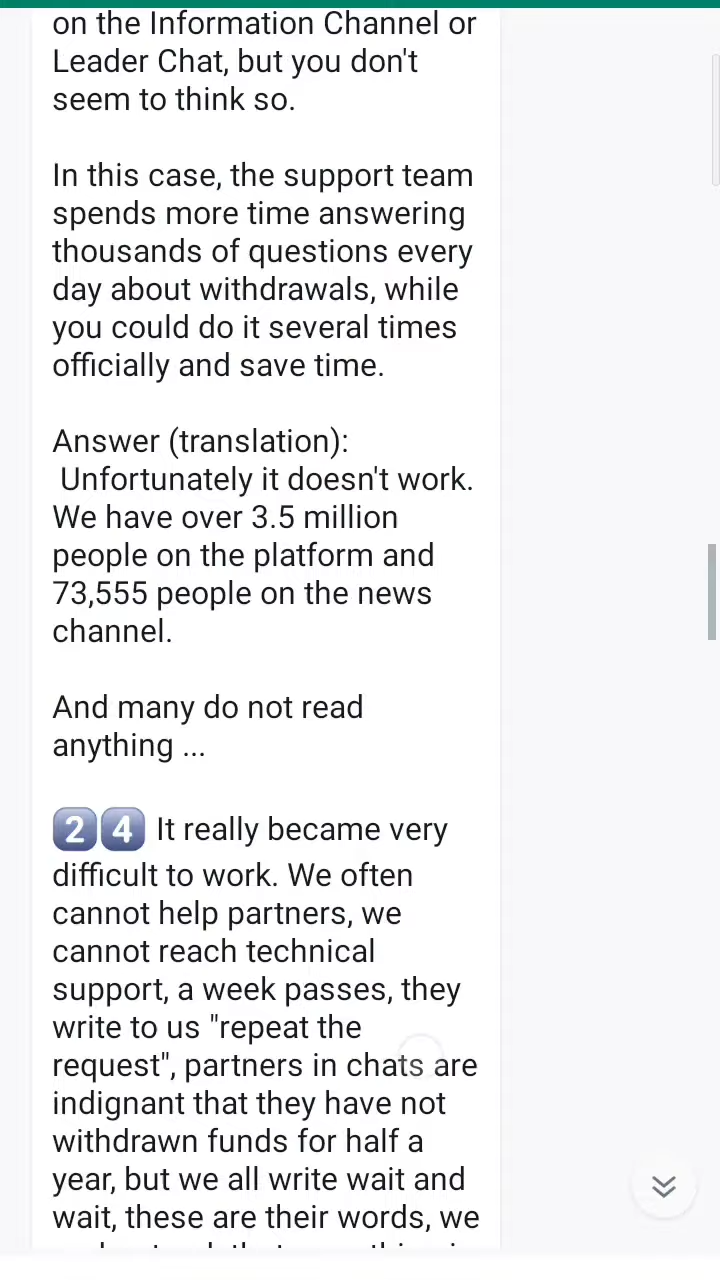 on the Information Channel or
Leader Chat, but you don't
seem to think so.
In this case, the support team
spends more time answering
thousands of questions every
day about withdrawals, while
you could do it several times
officially and save time.
Answer (translation):
Unfortunately it doesn't work.
We have over 3.5 million
people on the platform and
73,555 people on the news
channel.
And many do not read
anything ...
24 It really became very
difficult to work. We often
cannot help partners, we
cannot reach technical
support, a week passes, they
write to us "repeat the
request", partners in chats are
indignant that they have not
withdrawn funds for half a
year, but we all write wait and
wait, these are their words, we